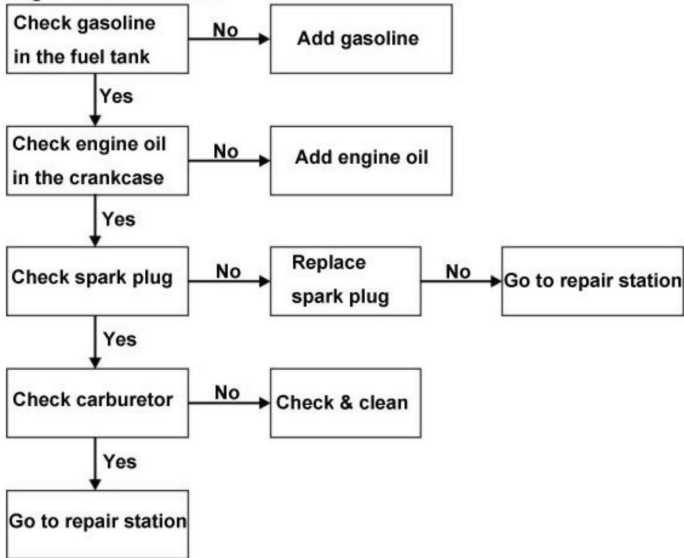 Check gasoline
in the fuel tank
No
Add gasoline
Yes
Check engine oil
in the crankcase
No
Add engine oil
Yes
Check spark plug
No
Replace
spark plug
No
Go to repair station
Yes
Check carburetor
No
Check & clean
Yes
Go to repair station